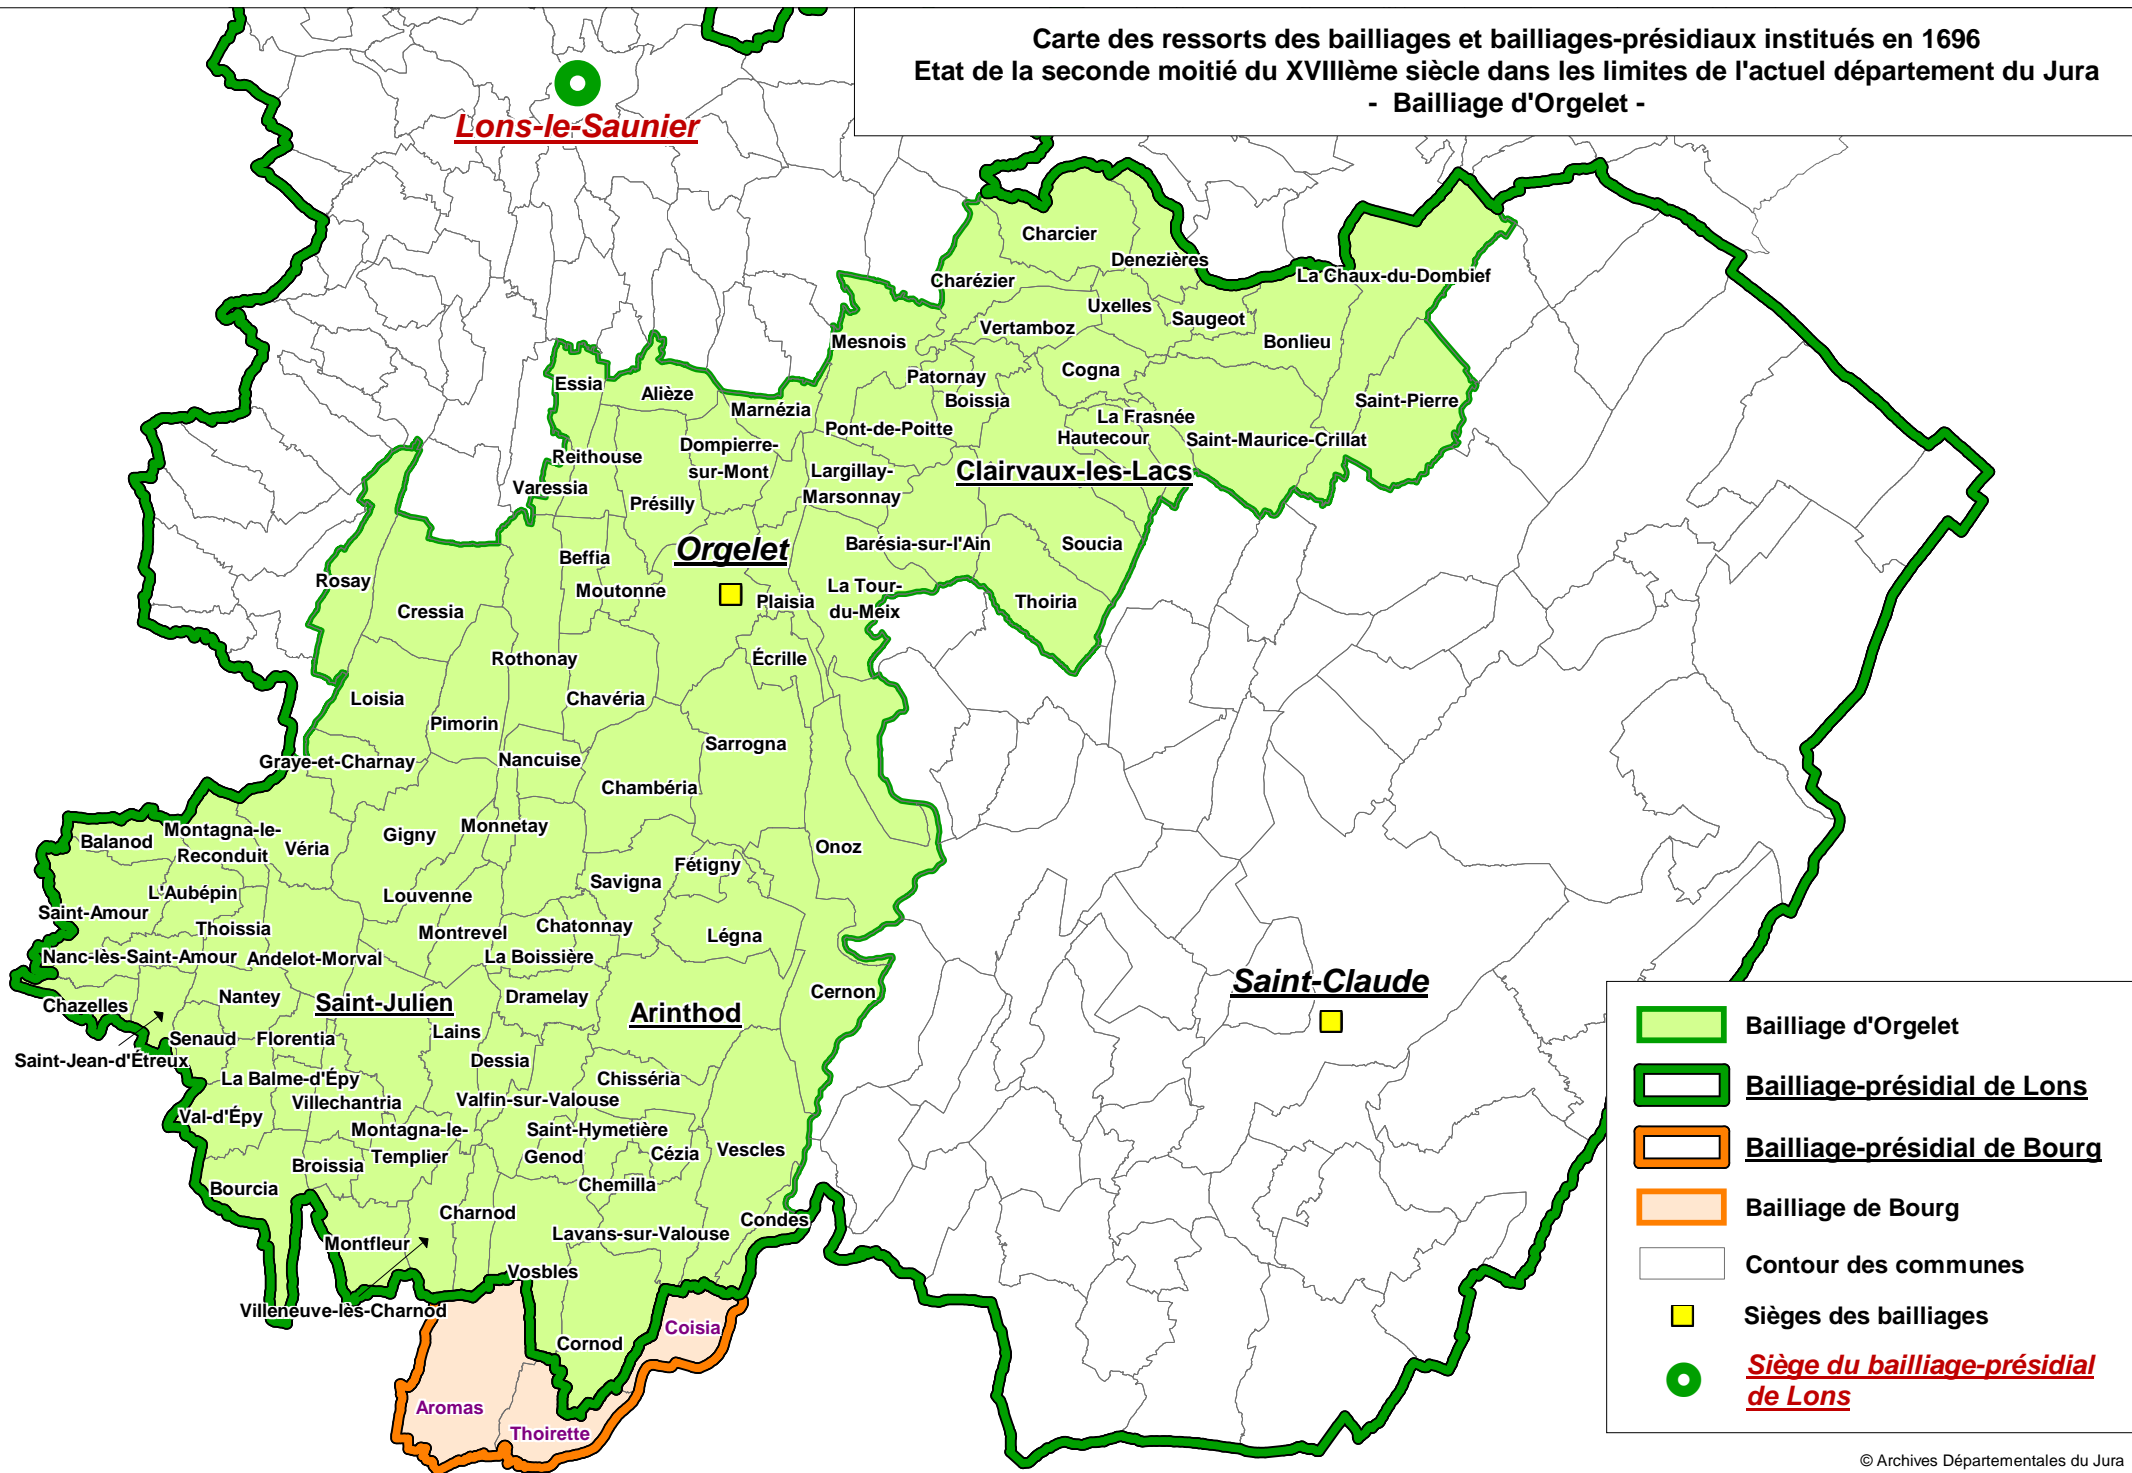 Carte des ressorts des bailliages et bailliages-présidiaux institués en 1696
Etat de la seconde moitié du XVIIIème siècle dans les limites de l'actuel département du Jura
- Bailliage d'Orgelet -
Lons-le-Saunier
Charcier
Denezières
Charézier
La Chaux-du-Dombief
Uxelles
Saugeot
Vertamboz
Mesnois
Bonlieu
Cogna
Patornay
Essia
Alièze
Boissia
Saint-Pierre
Marnézia
La Frasnée
Pont-de-Poitte
Hautecour
Saint-Maurice-Crillat
Dompierre-
sur-Mont
Reithouse
Largillay-
Marsonnay
Clairvaux-les-Lacs
Varessia
Présilly
Orgelet
Barésia-sur-l'Ain
Soucia
Beffia
Rosay
Moutonne
La Tour-
du-Meix
Plaisia
Thoiria
Cressia
Rothonay
Écrille
Loisia
Chavéria
Pimorin
Sarrogna
Graye-et-Charnay
Nancuise
Chambéria
Balanod
Montagna-le-
Reconduit
Véria
Gigny
Monnetay
Onoz
Fétigny
Savigna
L'Aubépin
Louvenne
Saint-Amour
Thoissia
Montrevel
Chatonnay
Légna
Nanc-lès-Saint-Amour
Andelot-Morval
La Boissière
Saint-Claude
Chazelles
Nantey
Saint-Julien
Dramelay
Arinthod
Cernon
Senaud
Florentia
Lains
Saint-Jean-d'Étreux
Dessia
La Balme-d'Épy
Chisséria
Villechantria
Valfin-sur-Valouse
Val-d'Épy
Montagna-le-
Templier
Saint-Hymetière
Genod
Cézia
Vescles
Broissia
Chemilla
Bourcia
Charnod
Condes
Montfleur
Lavans-sur-Valouse
Vosbles
Villeneuve-lès-Charnod
Coisia
Cornod
Aromas
Thoirette
Bailliage d'Orgelet
Bailliage-présidial de Lons
Bailliage-présidial de Bourg
Bailliage de Bourg
Contour des communes
Sièges des bailliages
Siège du bailliage-présidial
de Lons
© Archives Départementales du Jura